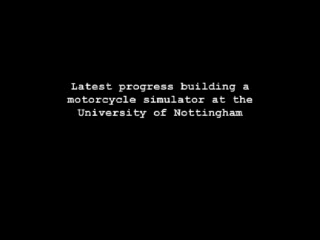 Latest progress building a
motorcycle simulator at the
University of Nottingham